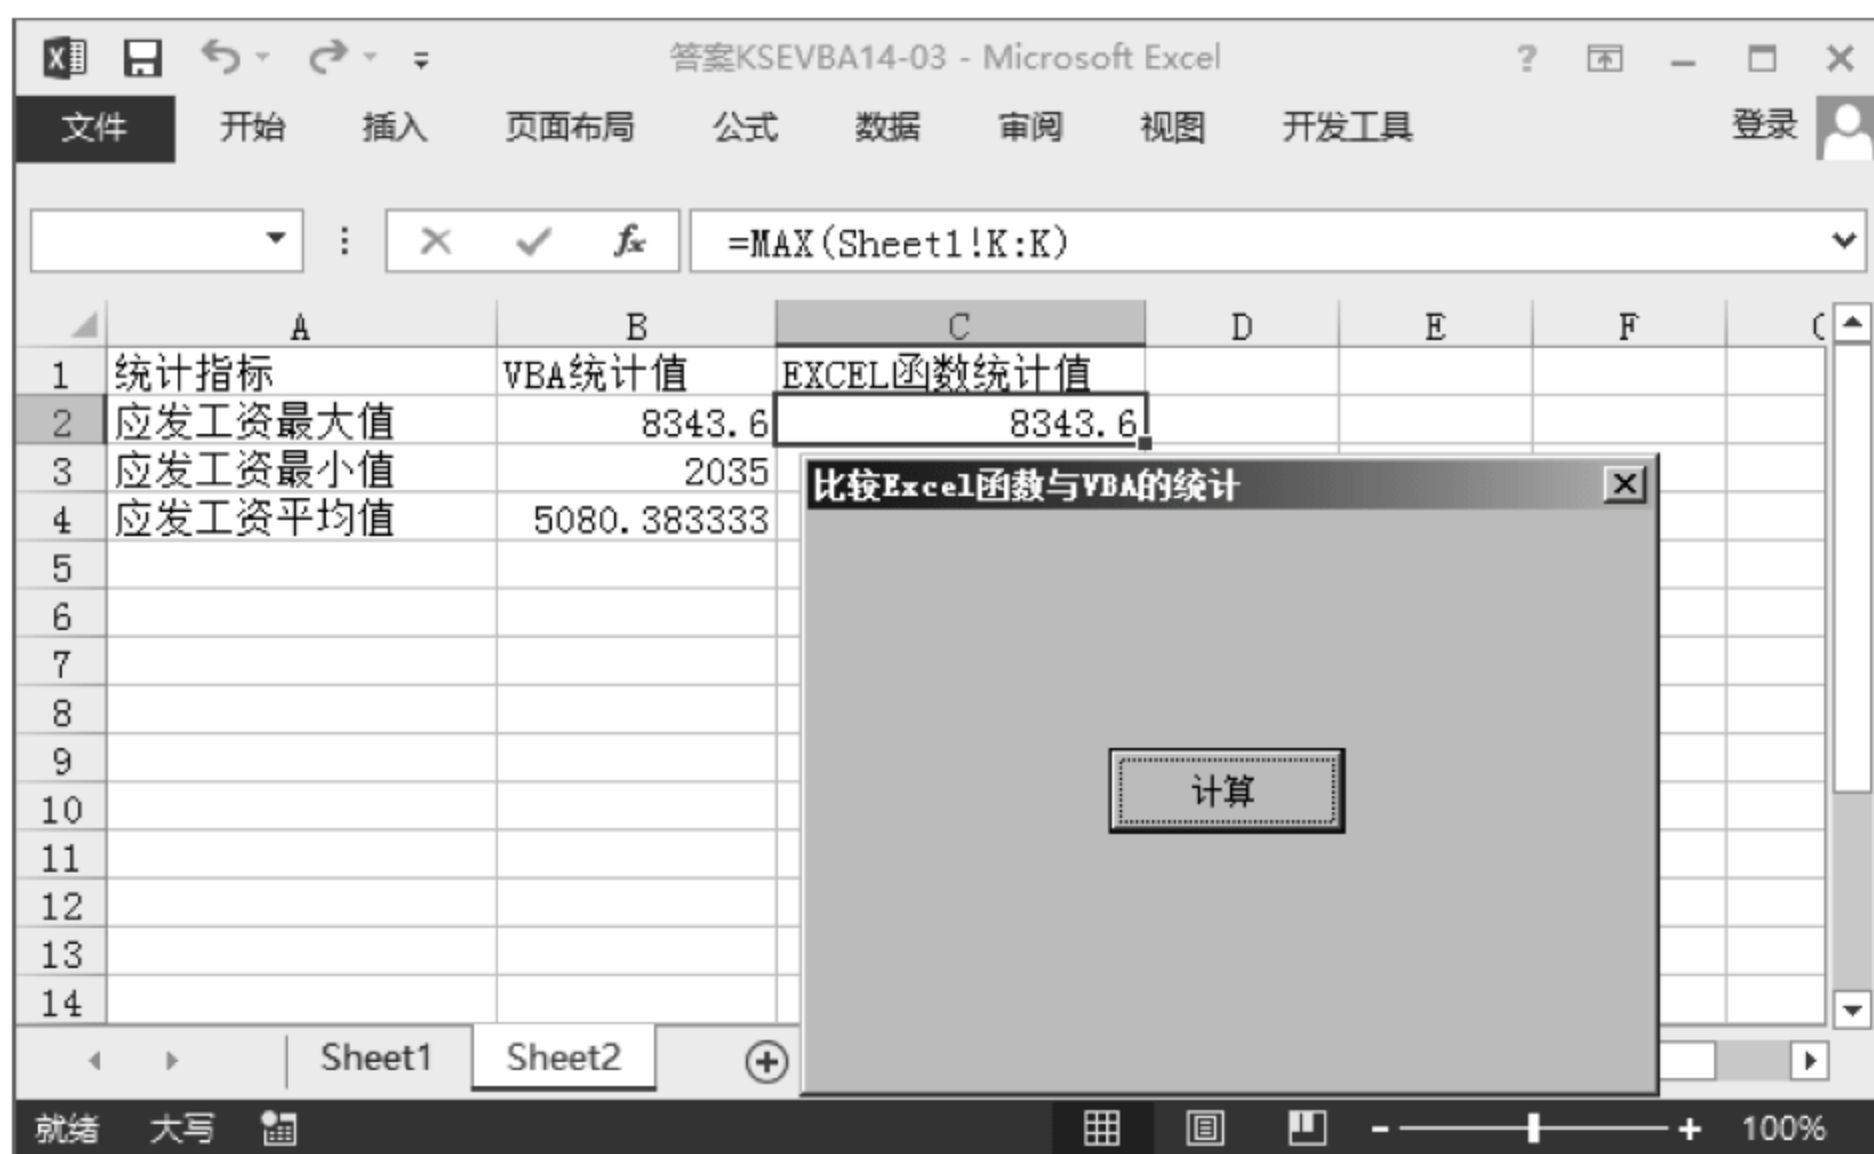 答案KSEVBA14-03 - Microsoft Excel
文件 开始 插入 页面布局 公式 数据 审阅 视图 开发工具 登录
fx =MAX(Sheet1!K:K)
A B C D E F
1 统计指标 VBA统计值 EXCEL函数统计值
2 应发工资最大值 8343.6 8343.6
3 应发工资最小值 2035
4 应发工资平均值 5080.383333
比较Excel函数与VBA的统计
5
6
7
8
9
计算
10
11
12
13
14
Sheet1 Sheet2
就绪 大写 100%